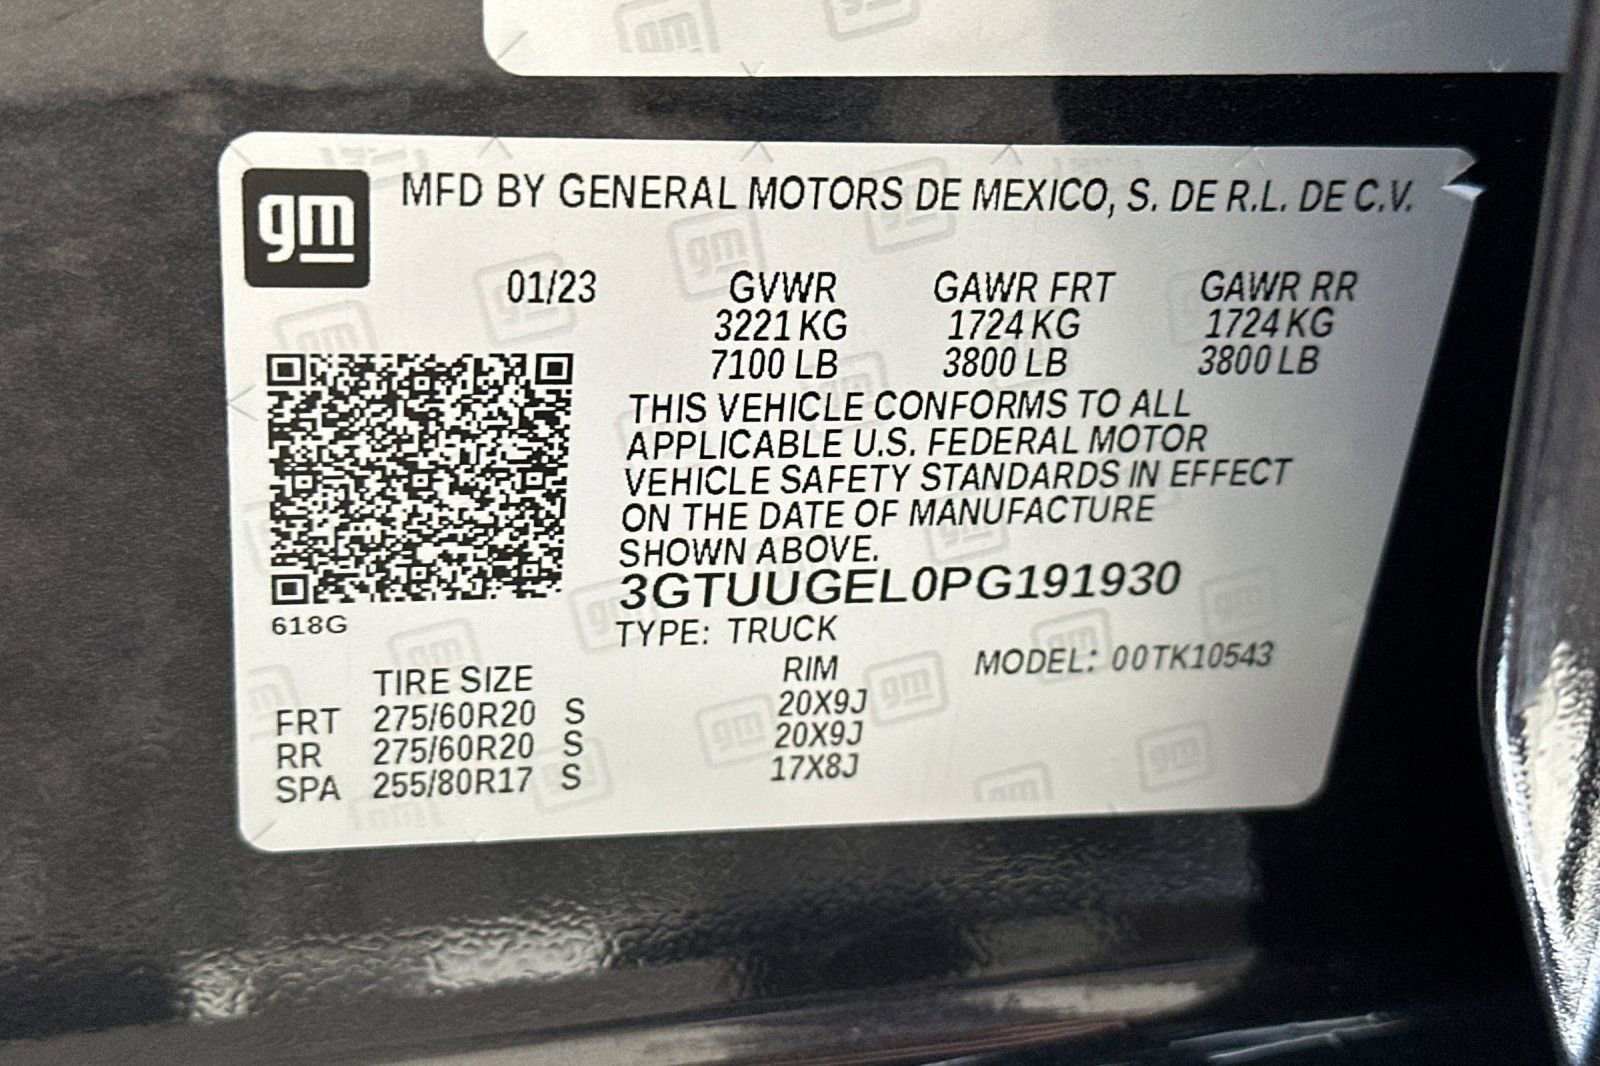 gm MFD BY GENERAL MOTORS DE MEXICO, S. DE R.L. DE C.V.
01/23 GVWR GAWR FRT GAWR RR
3221 KG 1724 KG 1724 KG
7100 LB 3800 LB 3800 LB
THIS VEHICLE CONFORMS TO ALL
APPLICABLE U.S. FEDERAL MOTOR
VEHICLE SAFETY STANDARDS IN EFFECT
ON THE DATE OF MANUFACTURE
SHOWN ABOVE.
3GTUUGEL0PG191930
618G
TYPE: TRUCK
MODEL: 00TK10543
TIRE SIZE RIM
FRT 275/60R20 S 20X9J
RR 275/60R20 S 20X9J
SPA 255/80R17 S 17X8J